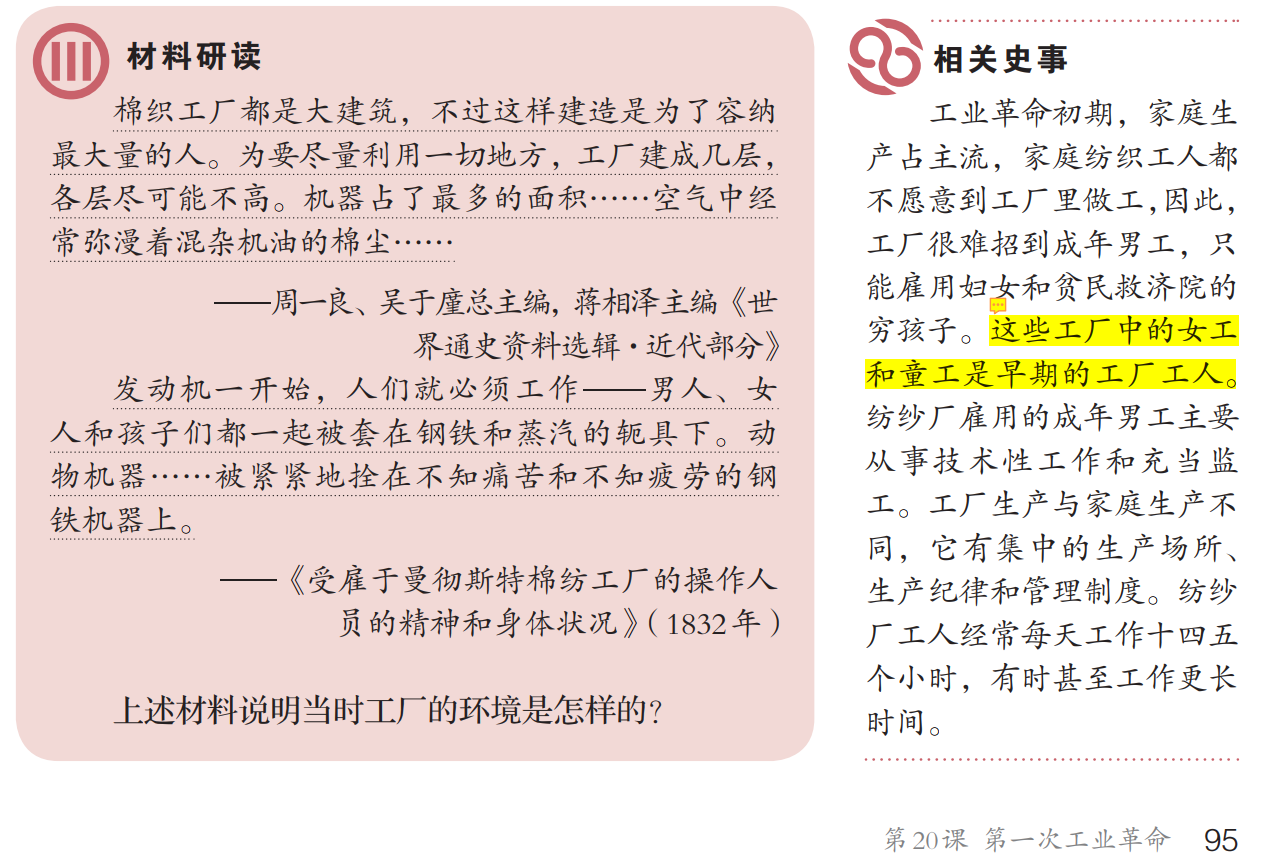 材料研读
棉织工厂都是大建筑，不过这样建造是为了容纳
最大量的人。为要尽量利用一切地方，工厂建成几层，
各层尽可能不高。机器占了最多的面积……空气中经
常弥漫着混杂机油的棉尘……
——周一良、吴于廑总主编，蒋相泽主编《世
界通史资料选辑·近代部分》
发动机一开始，人们就必须工作——男人、女
人和孩子们都一起被套在钢铁和蒸汽的轭具下。动
物机器……被紧紧地拴在不知痛苦和不知疲劳的钢
铁机器上。
——《受雇于曼彻斯特棉纺工厂的操作人
员的精神和身体状况》（1832年）
上述材料说明当时工厂的环境是怎样的？
相关史事
工业革命初期，家庭生
产占主流，家庭纺织工人都
不愿意到工厂里做工，因此，
工厂很难招到成年男工，只
能雇用妇女和贫民救济院的
穷孩子。这些工厂中的女工
和童工是早期的工厂工人。
纺纱厂雇用的成年男工主要
从事技术性工作和充当监
工。工厂生产与家庭生产不
同，它有集中的生产场所、
生产纪律和管理制度。纺纱
厂工人经常每天工作十四五
个小时，有时甚至工作更长
时间。
第20课 第一次工业革命 95